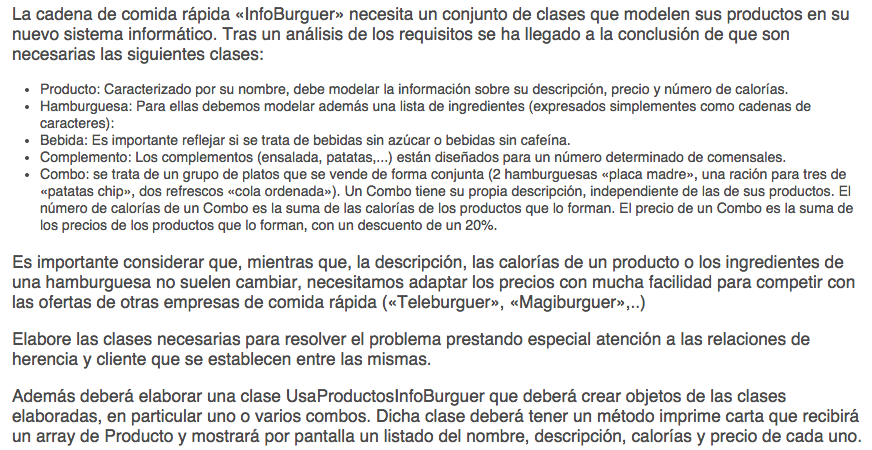 La cadena de comida rápida «InfoBurguer» necesita un conjunto de clases que modelen sus productos en su
nuevo sistema informático. Tras un análisis de los requisitos se ha llegado a la conclusión de que son
necesarias las siguientes clases:
• Producto: Caracterizado por su nombre, debe modelar la información sobre su descripción, precio y número de calorías.
• Hamburguesa: Para ellas debemos modelar además una lista de ingredientes (expresados simplemente como cadenas de
caracteres):
• Bebida: Es importante reflejar si se trata de bebidas sin azúcar o bebidas sin cafeína.
• Complemento: Los complementos (ensalada, patatas,...) están diseñados para un número determinado de comensales.
• Combo: se trata de un grupo de platos que se vende de forma conjunta (2 hamburguesas «placa madre», una ración para tres de
«patatas chip», dos refrescos «cola ordenada»). Un Combo tiene su propia descripción, independiente de las de sus productos. El
número de calorías de un Combo es la suma de las calorías de los productos que lo forman. El precio de un Combo es la suma de
los precios de los productos que lo forman, con un descuento de un 20%.
Es importante considerar que, mientras que, la descripción, las calorías de un producto o los ingredientes de
una hamburguesa no suelen cambiar, necesitamos adaptar los precios con mucha facilidad para competir con
las ofertas de otras empresas de comida rápida («Teleburguer», «Magiburguer»,..)
Elabore las clases necesarias para resolver el problema prestando especial atención a las relaciones de
herencia y cliente que se establecen entre las mismas.
Además deberá elaborar una clase UsaProductosInfoBurguer que deberá crear objetos de las clases
elaboradas, en particular uno o varios combos. Dicha clase deberá tener un método imprime carta que recibirá
un array de Producto y mostrará por pantalla un listado del nombre, descripción, calorías y precio de cada uno.